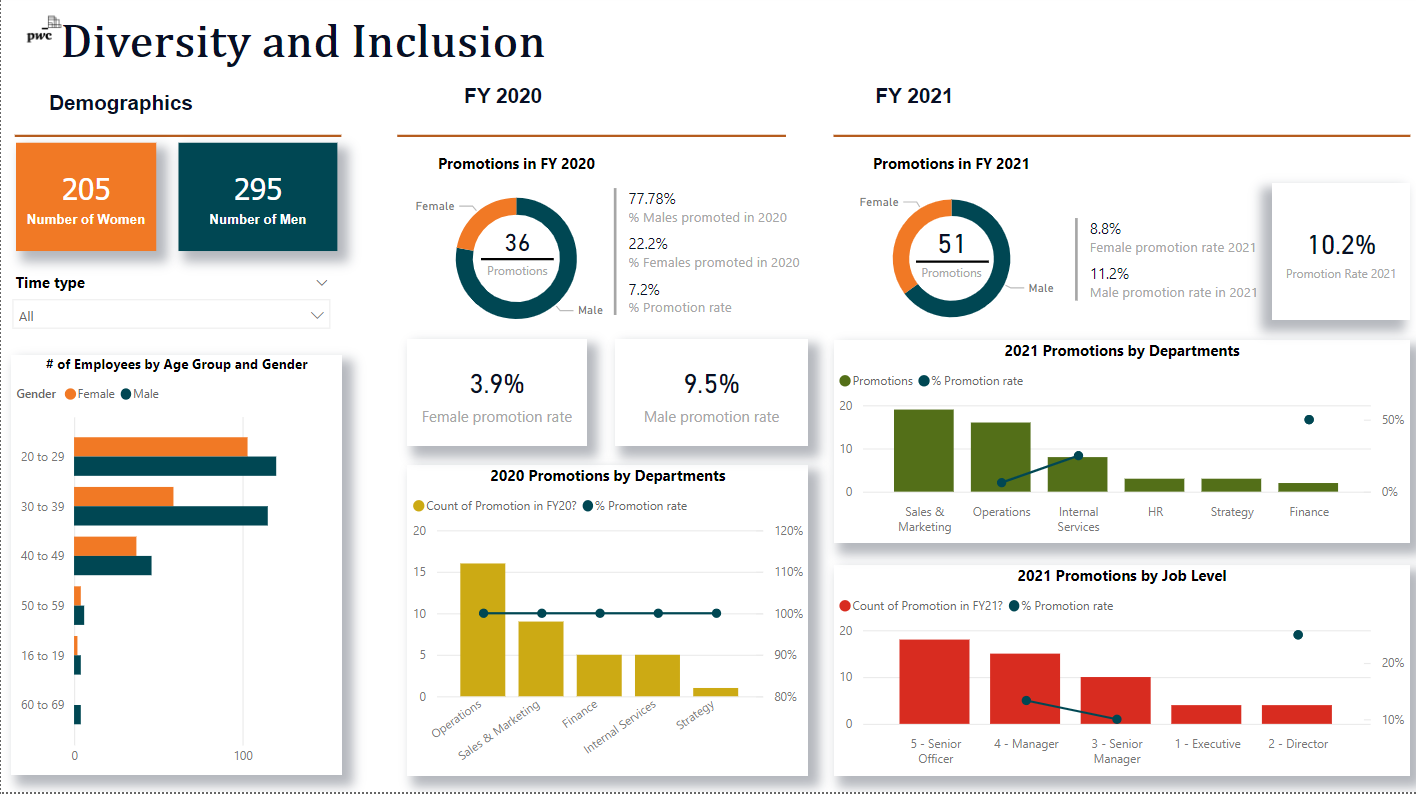 pwc
Diversity and Inclusion
Demographics
205
Number of Women
295
Number of Men
Time type
All
# of Employees by Age Group and Gender
Gender
Female
Male
20 to 29
30 to 39
40 to 49
50 to 59
16 to 19
60 to 69
0
100
FY 2020
Promotions in FY 2020
Female
36
Promotions
Male
77.78%
% Males promoted in 2020
22.2%
% Females promoted in 2020
7.2%
% Promotion rate
3.9%
Female promotion rate
9.5%
Male promotion rate
2020 Promotions by Departments
Count of Promotion in FY20?
% Promotion rate
20
15
10
5
0
120%
110%
100%
90%
80%
Operations
Sales & Marketing
Finance
Internal Services
Strategy
FY 2021
Promotions in FY 2021
Female
51
Promotions
Male
8.8%
Female promotion rate 2021
11.2%
Male promotion rate in 2021
10.2%
Promotion Rate 2021
2021 Promotions by Departments
Promotions
% Promotion rate
20
10
0
50%
0%
Sales &
Marketing
Operations
Internal
Services
HR
Strategy
Finance
2021 Promotions by Job Level
Count of Promotion in FY21?
% Promotion rate
20
10
0
20%
10%
5 - Senior
Officer
4 - Manager
3 - Senior
Manager
1 - Executive
2 - Director